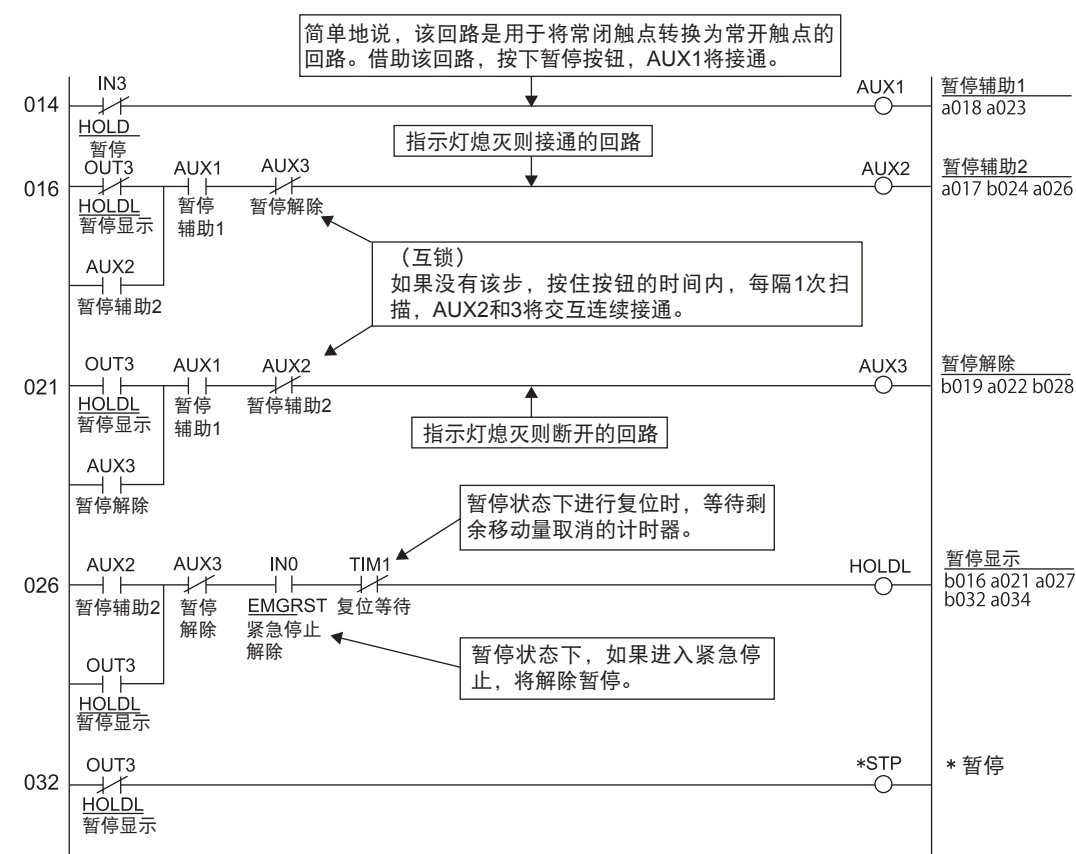 简单地说，该回路是用于将常闭触点转换为常开触点的
回路。借助该回路，按下暂停按钮，AUX1将接通。
IN3
AUX1
暂停辅助1
014
a018 a023
HOLD
暂停
指示灯熄灭则接通的回路
OUT3
AUX1
AUX3
AUX2
暂停辅助2
016
a017 b024 a026
HOLDL
暂停显示
暂停
辅助1
暂停解除
（互锁）
如果没有该步，按住按钮的时间内，每隔1次扫
描，AUX2和3将交互连续接通。
AUX2
暂停辅助2
OUT3
AUX1
AUX2
AUX3
暂停解除
021
b019 a022 b028
HOLDL
暂停显示
暂停
辅助1
暂停辅助2
指示灯熄灭则断开的回路
AUX3
暂停解除
暂停状态下进行复位时，等待剩
余移动量取消的计时器。
AUX2
AUX3
IN0
TIM1
HOLDL
暂停显示
026
b016 a021 a027
b032 a034
暂停辅助2
暂停
解除
EMGRST
紧急停止
解除
复位等待
暂停状态下，如果进入紧急停
止，将解除暂停。
OUT3
HOLDL
暂停显示
OUT3
*STP
* 暂停
032
HOLDL
暂停显示